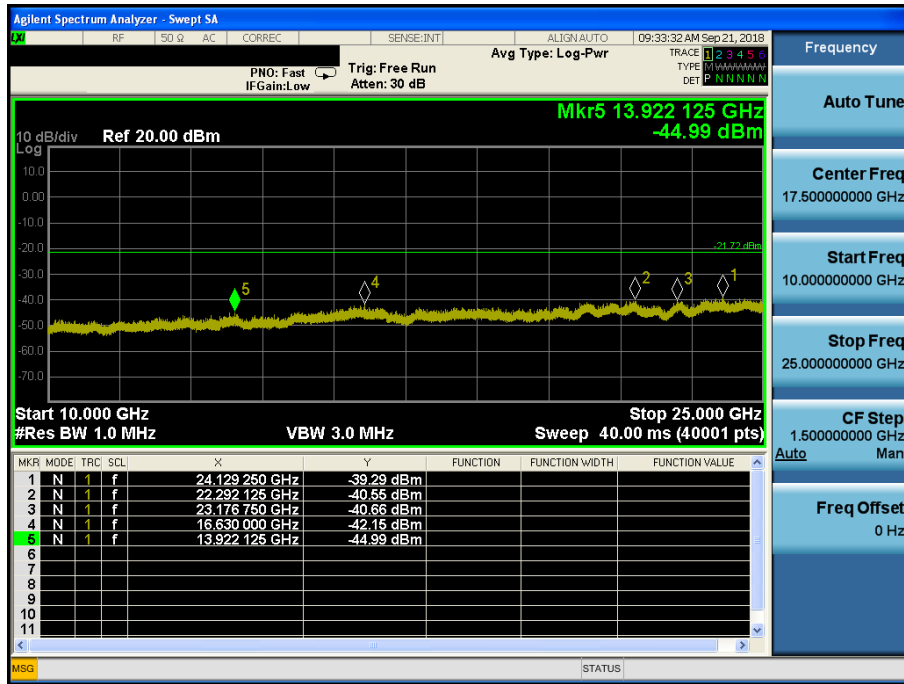 Agilent Spectrum Analyzer - Swept SA
LXI RF 50 Ω AC CORREC SENSE:INT ALIGN AUTO 09:33:32 AM Sep 21, 2018
Avg Type: Log-Pwr TRACE 1 2 3 4 5 6
PNO: Fast Trig: Free Run TYPE M W W W W W
IFGain:Low Atten: 30 dB DET P N N N N N
Mkr5 13.922 125 GHz
10 dB/div Ref 20.00 dBm -44.99 dBm
Log
10.0
0.00
-10.0
-20.0 -21.72 dBm
-30.0
5 4 2 3 1
-40.0
-50.0
-60.0
-70.0
Start 10.000 GHz Stop 25.000 GHz
#Res BW 1.0 MHz VBW 3.0 MHz Sweep 40.00 ms (40001 pts)
MKR MODE TRC SCL X Y FUNCTION FUNCTION WIDTH FUNCTION VALUE
1 N 1 f 24.129 250 GHz -39.29 dBm
2 N 1 f 22.292 125 GHz -40.55 dBm
3 N 1 f 23.176 750 GHz -40.66 dBm
4 N 1 f 16.630 000 GHz -42.15 dBm
5 N 1 f 13.922 125 GHz -44.99 dBm
6
7
8
9
10
11
MSG STATUS
Frequency
Auto Tune
Center Freq
17.500000000 GHz
Start Freq
10.000000000 GHz
Stop Freq
25.000000000 GHz
CF Step
1.500000000 GHz
Auto Man
Freq Offset
0 Hz